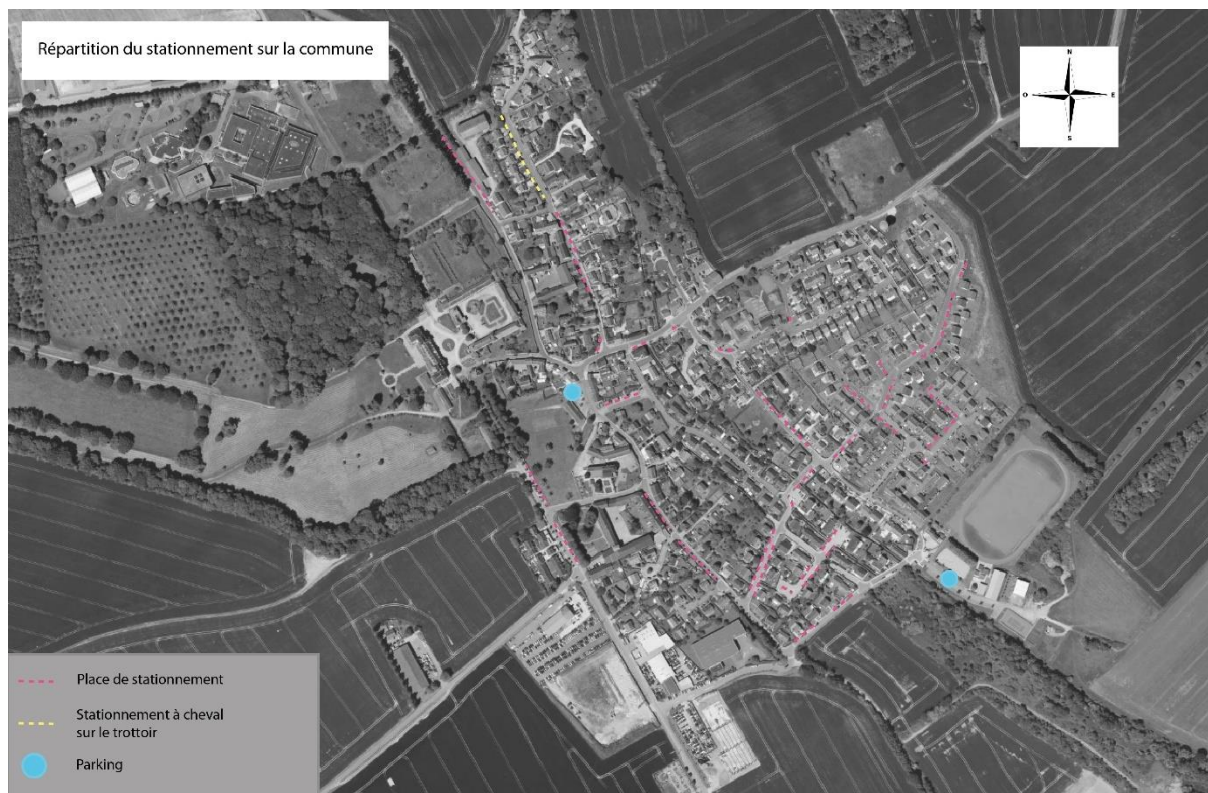 Répartition du stationnement sur la commune
N
O
E
S
Place de stationnement
Stationnement à cheval
sur le trottoir
Parking